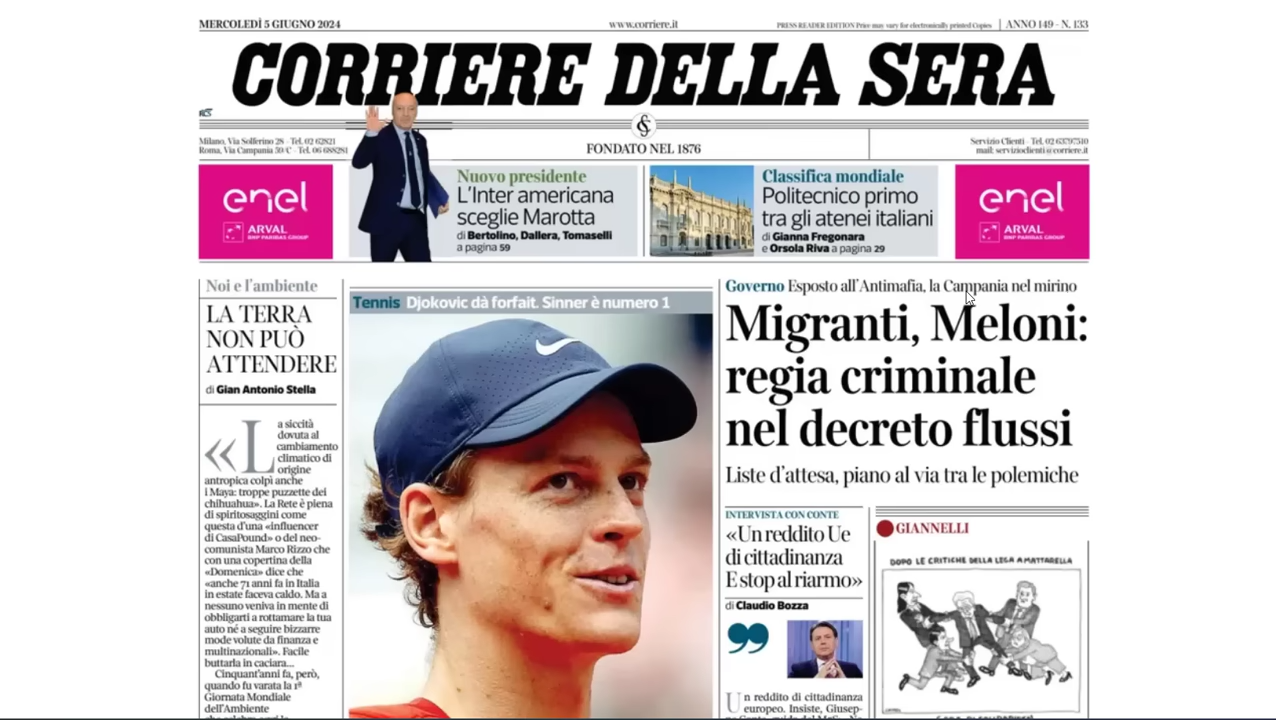 MERCOLEDÌ 5 GIUGNO 2024
www.corriere.it
PRESS READER EDITION Price may var for electronically printed Copies
ANNO 149 - N. 133
CORRIERE DELLA SERA
RCS
Milano, Via Solferino 28 - Tel. 02 62821
Roma, Via Campania 59/C - Tel. 06 688281
FONDATO NEL 1876
Servizio Clienti - Tel. 02 63797510
mail: servizioclienti@corriere.it
enel
ARVAL
BNP PARIBAS GROUP
Nuovo presidente
L'Inter americana
sceglie Marotta
di Bertolino, Dallera, Tomaselli
a pagina 59
Classifica mondiale
Politecnico primo
tra gli atenei italiani
di Gianna Fregonara
e Orsola Riva a pagina 29
enel
ARVAL
BNP PARIBAS GROUP
Noi e l'ambiente
LA TERRA
NON PUÒ
ATTENDERE
di Gian Antonio Stella
«La siccità
dovuta al
cambiamento
climatico di
origine
antropica colpì anche
i Maya: troppe puzzette dei
chihuahua». La Rete è piena
di spiritosaggini come
questa d'una «influencer
di CasaPound» o del neo-
comunista Marco Rizzo che
con una copertina della
«Domenica» dice che
«anche 71 anni fa in Italia
in estate faceva caldo. Ma a
nessuno veniva in mente di
obbligarti a rottamare la tua
auto né a seguire bizzarre
mode volute da finanza e
multinazionali». Facile
buttarla in caciara...
Cinquant'anni fa, però,
quando fu varata la 1ª
Giornata Mondiale
dell'Ambiente
Tennis Djokovic dà forfait. Sinner è numero 1
Governo Esposto all'Antimafia, la Campania nel mirino
Migranti, Meloni:
regia criminale
nel decreto flussi
Liste d'attesa, piano al via tra le polemiche
INTERVISTA CON CONTE
«Un reddito Ue
di cittadinanza
E stop al riarmo»
di Claudio Bozza
Un reddito di cittadinanza
europeo. Insiste, Giusep-
GIANNELLI
DOPO LE CRITICHE DELLA LEGA A MATTARELLA